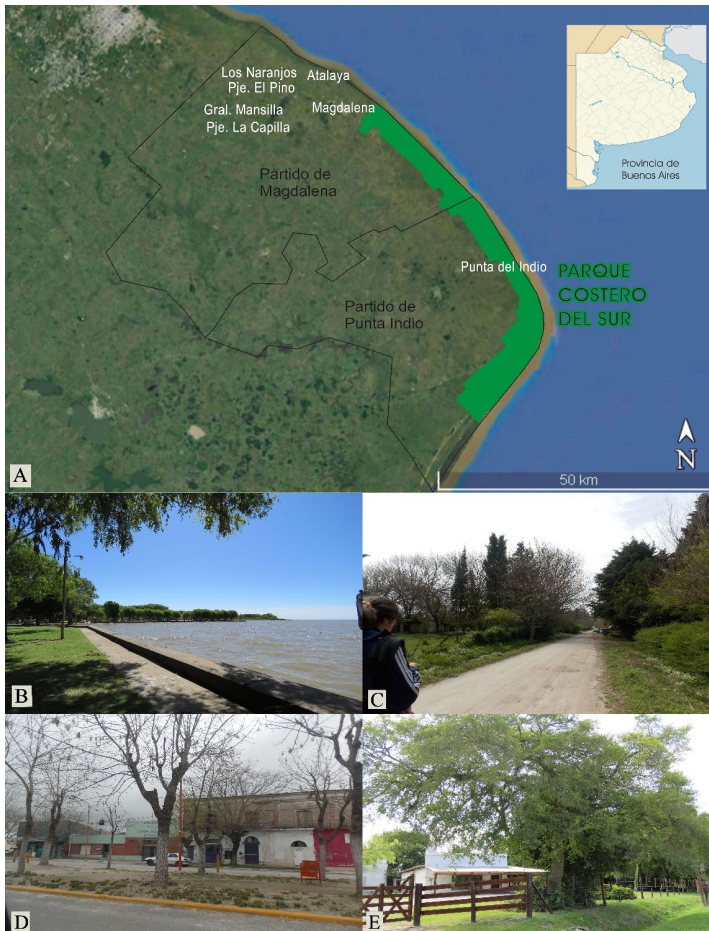 Los Naranjos
Pje. El Pino
Atalaya
Gral. Mansilla
Pje. La Capilla
Magdalena
Partido de
Magdalena
Punta del Indio
Partido de
Punta Indio
PARQUE
COSTERO
DEL SUR
Provincia de
Buenos Aires
N
50 km
A
B
C
D
E